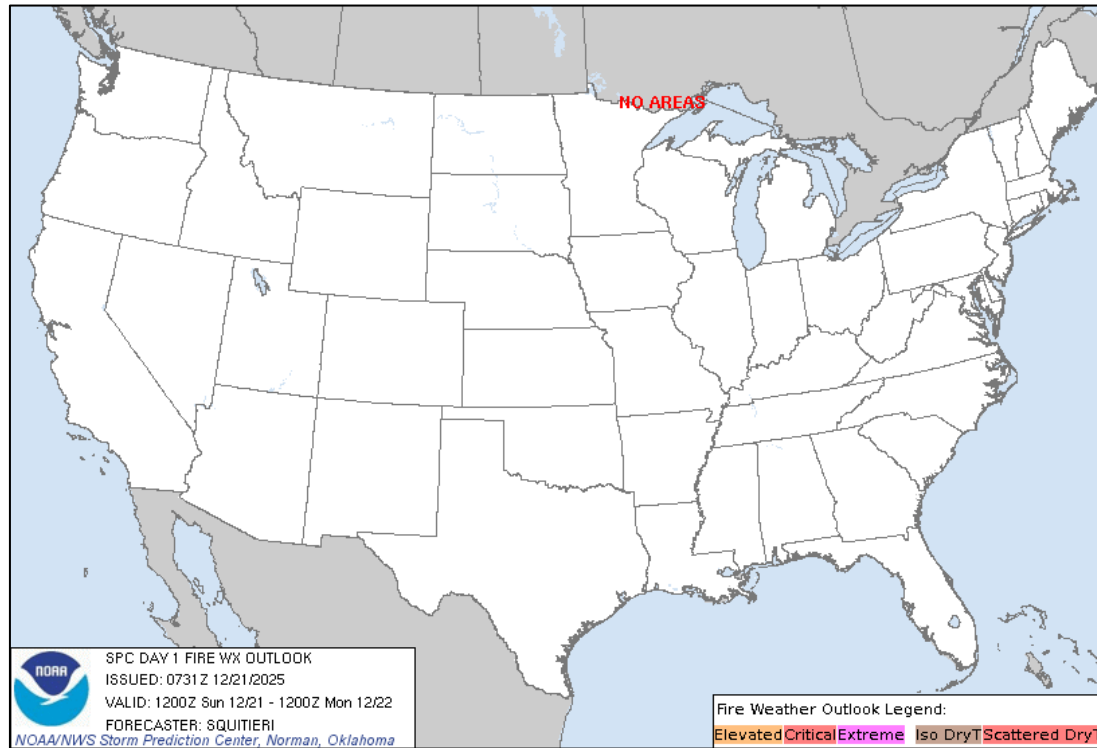 NO AREAS
NOAA
SPC DAY 1 FIRE WX OUTLOOK
ISSUED: 0731Z 12/21/2025
VALID: 1200Z Sun 12/21 - 1200Z Mon 12/22
FORECASTER: SQUITIERI
NOAA/NWS Storm Prediction Center, Norman, Oklahoma
Fire Weather Outlook Legend:
Elevated Critical Extreme Iso DryT Scattered DryT